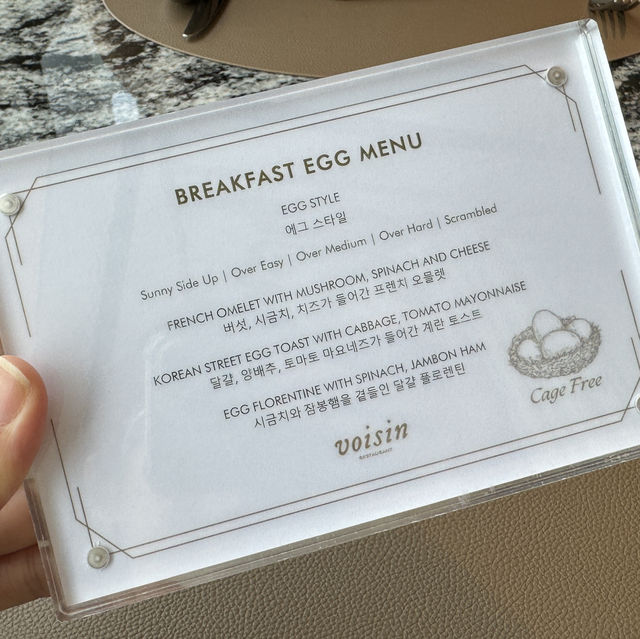 BREAKFAST EGG MENU
EGG STYLE
에그 스타일
Sunny Side Up | Over Easy | Over Medium | Over Hard | Scrambled
FRENCH OMELET WITH MUSHROOM, SPINACH AND CHEESE
버섯, 시금치, 치즈가 들어간 프렌치 오믈렛
KOREAN STREET EGG TOAST WITH CABBAGE, TOMATO MAYONNAISE
달걀, 양배추, 토마토 마요네즈가 들어간 계란 토스트
EGG FLORENTINE WITH SPINACH, JAMBON HAM
시금치와 잠봉햄을 곁들인 달걀 플로렌틴
Cage Free
voisin
RESTAURANT